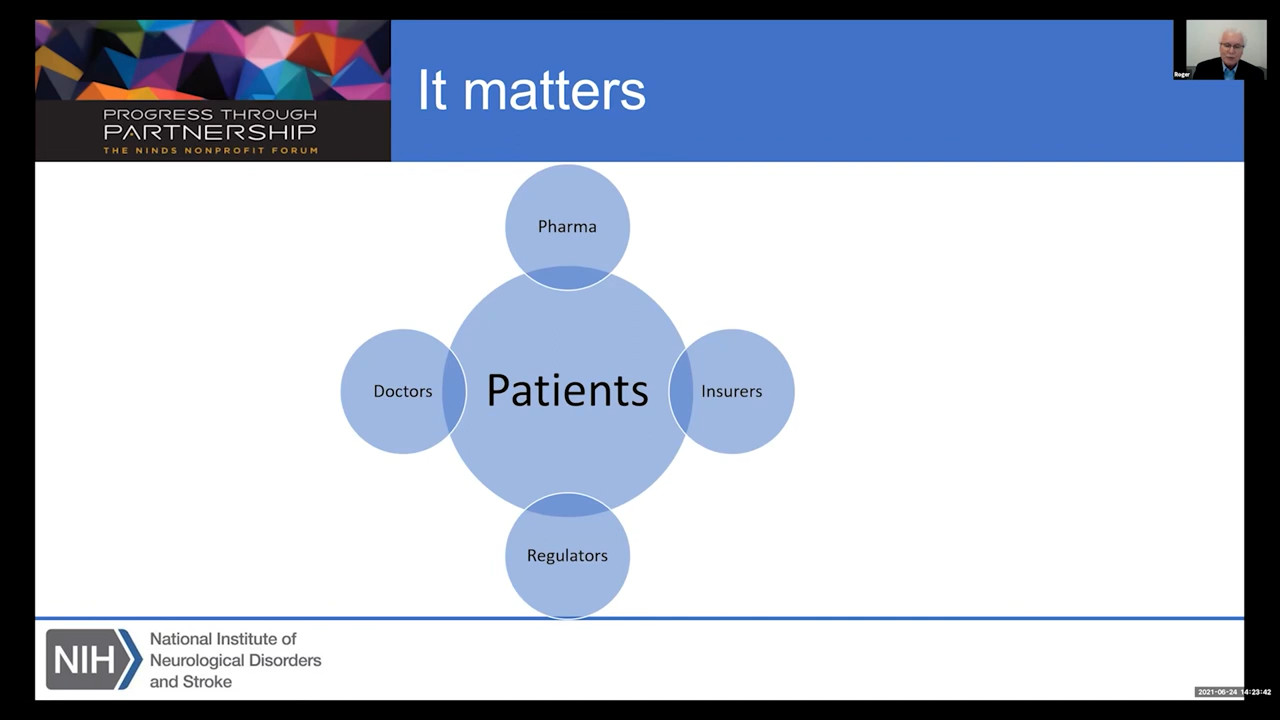 PROGRESS THROUGH
PARTNERSHIP
THE NINDS NONPROFIT FORUM
It matters
Roger
Pharma
Doctors
Patients
Insurers
Regulators
NIH
National Institute of
Neurological Disorders
and Stroke
2021-06-24 14:23:42